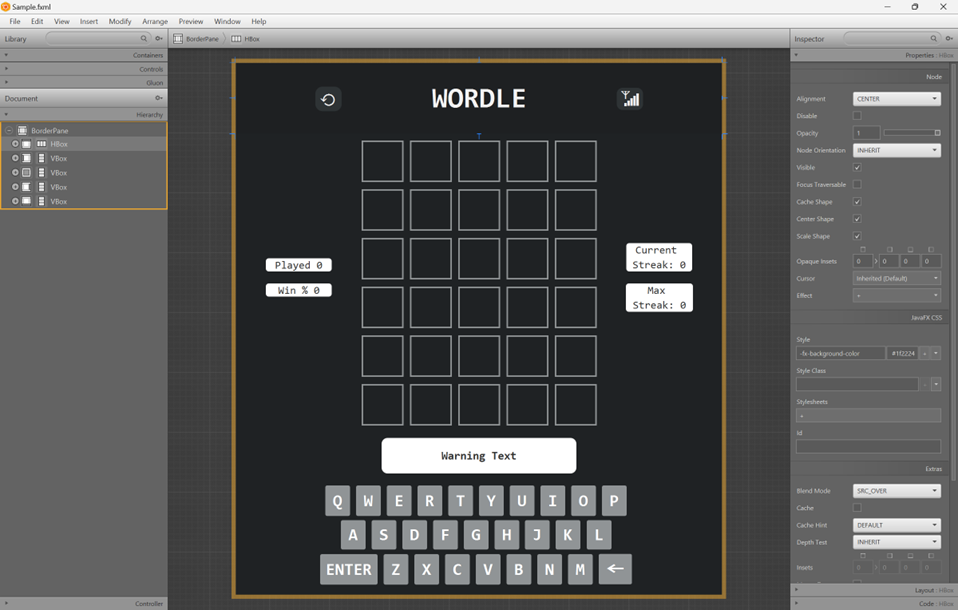 Sample.fxml
File Edit View Insert Modify Arrange Preview Window Help
Library
BorderPane HBox
Inspector
Containers
Controls
Gluon
Document
Hierarchy
BorderPane
HBox
VBox
VBox
VBox
VBox
Controller
WORDLE
Played 0
Win % 0
Current
Streak: 0
Max
Streak: 0
Warning Text
Q W E R T Y U I O P
A S D F G H J K L
ENTER Z X C V B N M ←
Properties : HBox
Node
Alignment CENTER
Disable
Opacity 1
Node Orientation INHERIT
Visible
Focus Traversable
Cache Shape
Center Shape
Scale Shape
Opaque Insets 0 0 0 0
Cursor Inherited (Default)
Effect +
JavaFX CSS
Style
-fx-background-color #1f2224
Style Class
Stylesheets
+
Id
Extras
Blend Mode SRC_OVER
Cache
Cache Hint DEFAULT
Depth Test INHERIT
Insets 0 0 0 0
Layout : HBox
Code : HBox